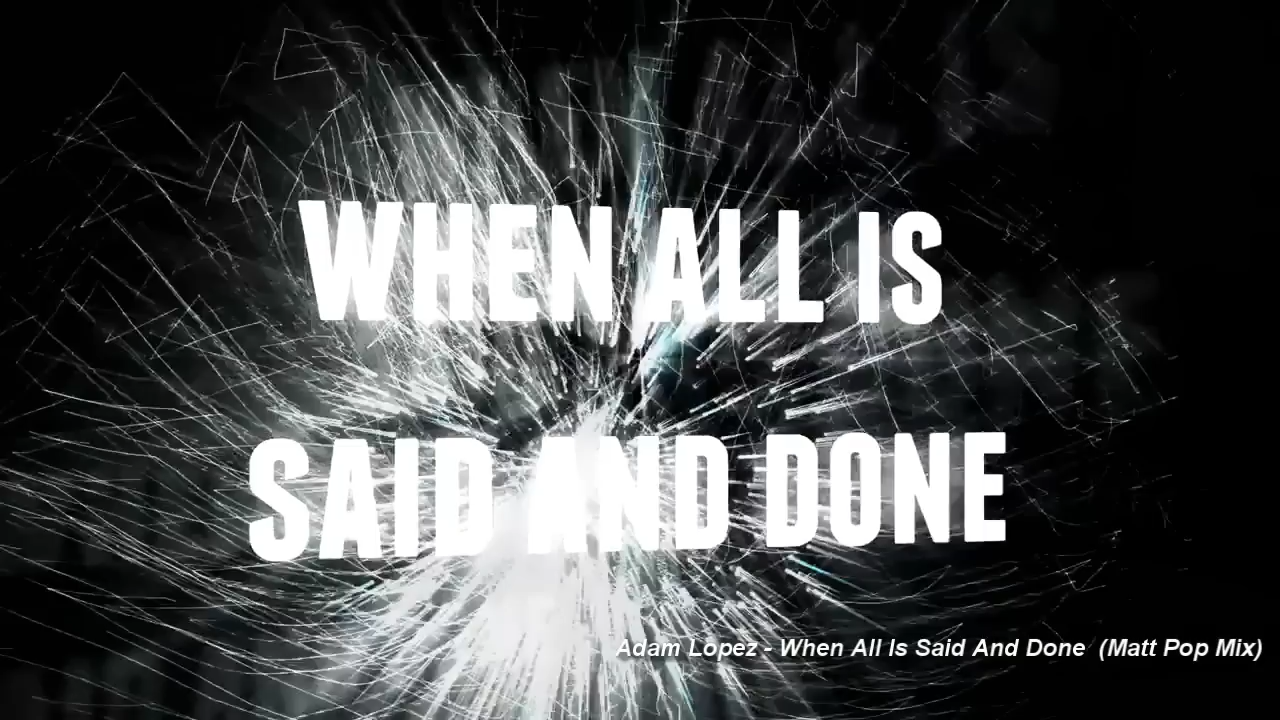 WHEN ALL IS
SAID AND DONE
Adam Lopez - When All Is Said And Done (Matt Pop Mix)